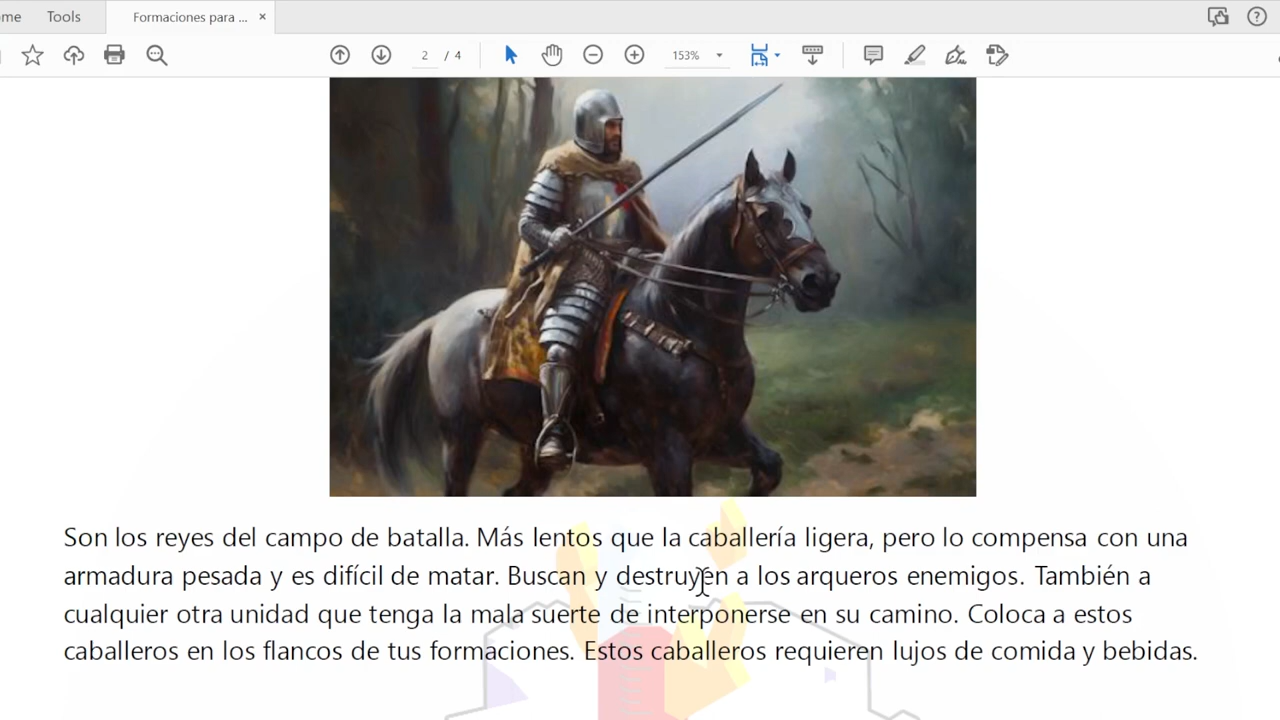 me Tools Formaciones para ... ×
2 / 4 153%
Son los reyes del campo de batalla. Más lentos que la caballería ligera, pero lo compensa con una
armadura pesada y es difícil de matar. Buscan y destruyen a los arqueros enemigos. También a
cualquier otra unidad que tenga la mala suerte de interponerse en su camino. Coloca a estos
caballeros en los flancos de tus formaciones. Estos caballeros requieren lujos de comida y bebidas.